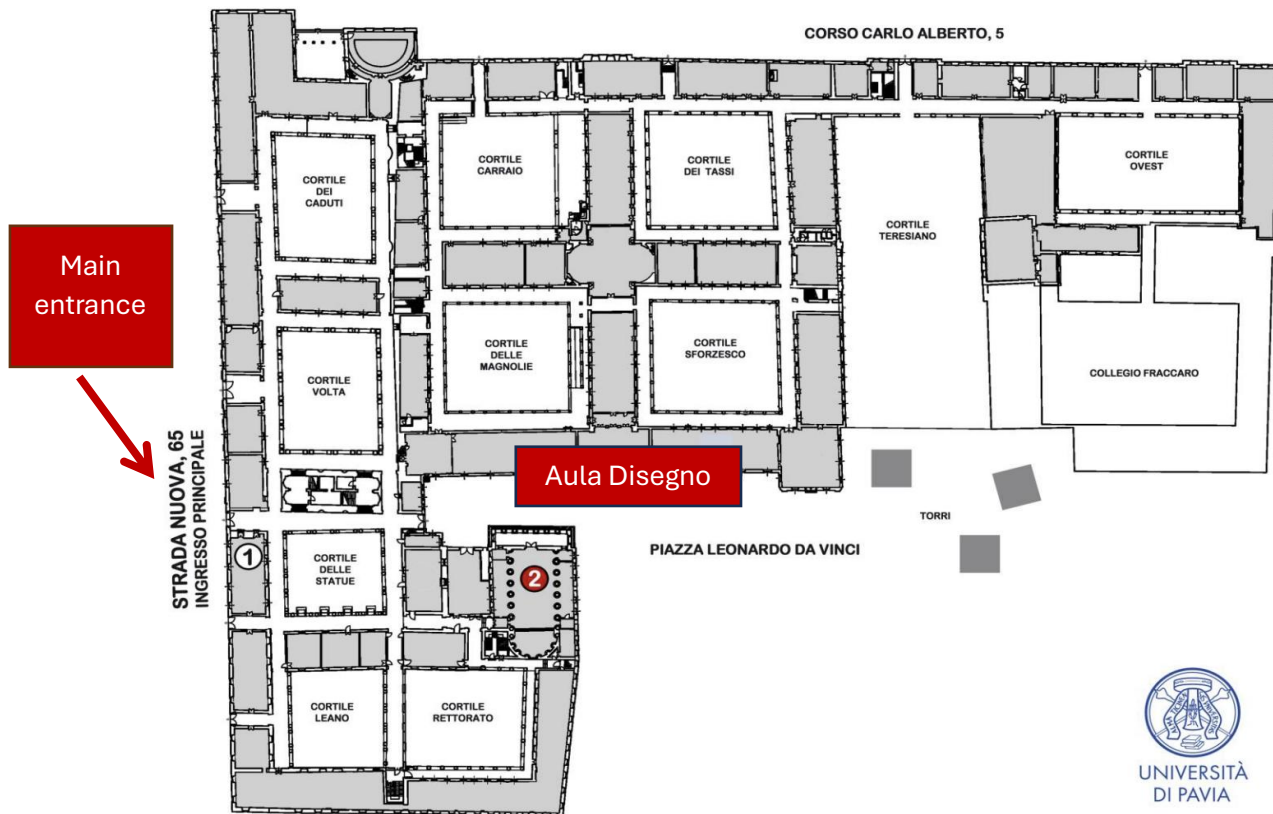 CORSO CARLO ALBERTO, 5
CORTILE
DEI
CADUTI
CORTILE
CARRAIO
CORTILE
DEI TASSI
CORTILE
OVEST
CORTILE
TERESIANO
Main
entrance
CORTILE
VOLTA
CORTILE
DELLE
MAGNOLIE
CORTILE
SFORZESCO
COLLEGIO FRACCARO
STRADA NUOVA, 65
INGRESSO PRINCIPALE
Aula Disegno
TORRI
PIAZZA LEONARDO DA VINCI
1
CORTILE
DELLE
STATUE
2
CORTILE
LEANO
CORTILE
RETTORATO
UNIVERSITÀ
DI PAVIA